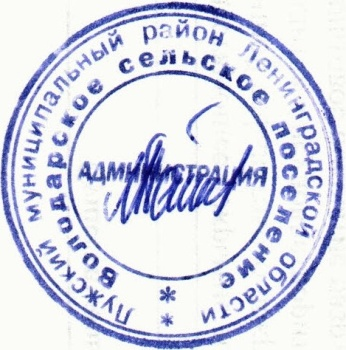 Лужский муниципальный район Ленинградской области
Володарское сельское поселение
АДМИНИСТРАЦИЯ